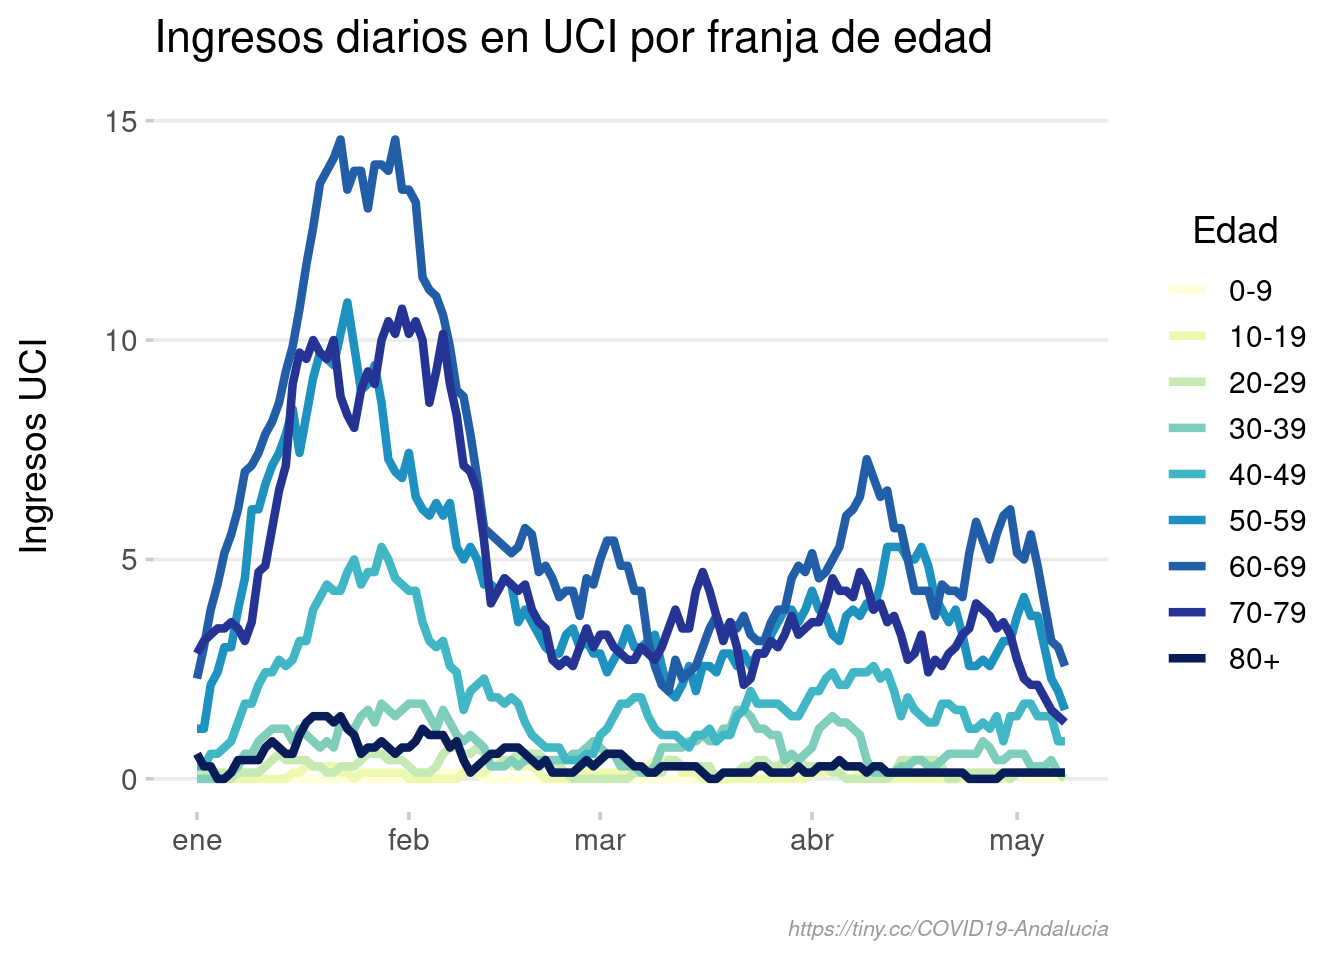 Ingresos diarios en UCI por franja de edad
Ingresos UCI
15
10
5
0
ene feb mar abr may
Edad
0-9
10-19
20-29
30-39
40-49
50-59
60-69
70-79
80+
https://tiny.cc/COVID19-Andalucia